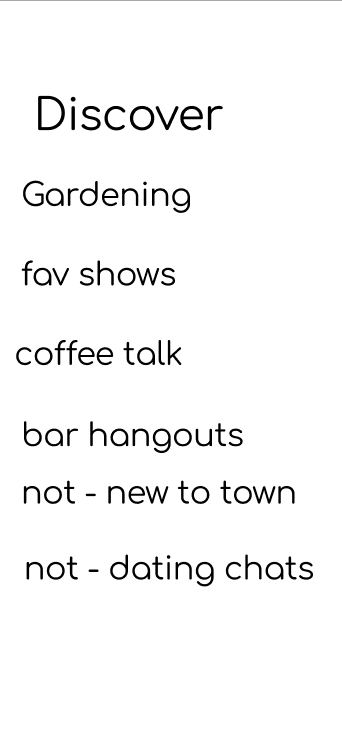 Discover
Gardening
fav shows
coffee talk
bar hangouts
not - new to town
not - dating chats